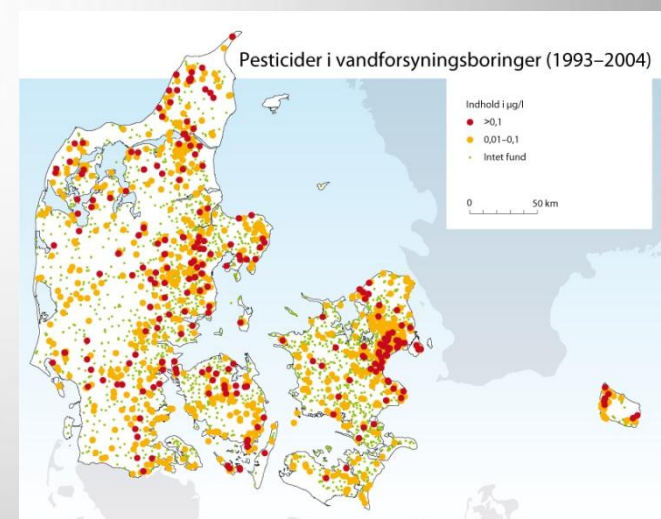 Pesticider i vandforsyningsboringer (1993–2004)
Indhold i µg/l
>0,1
0,01–0,1
Intet fund
0 50 km